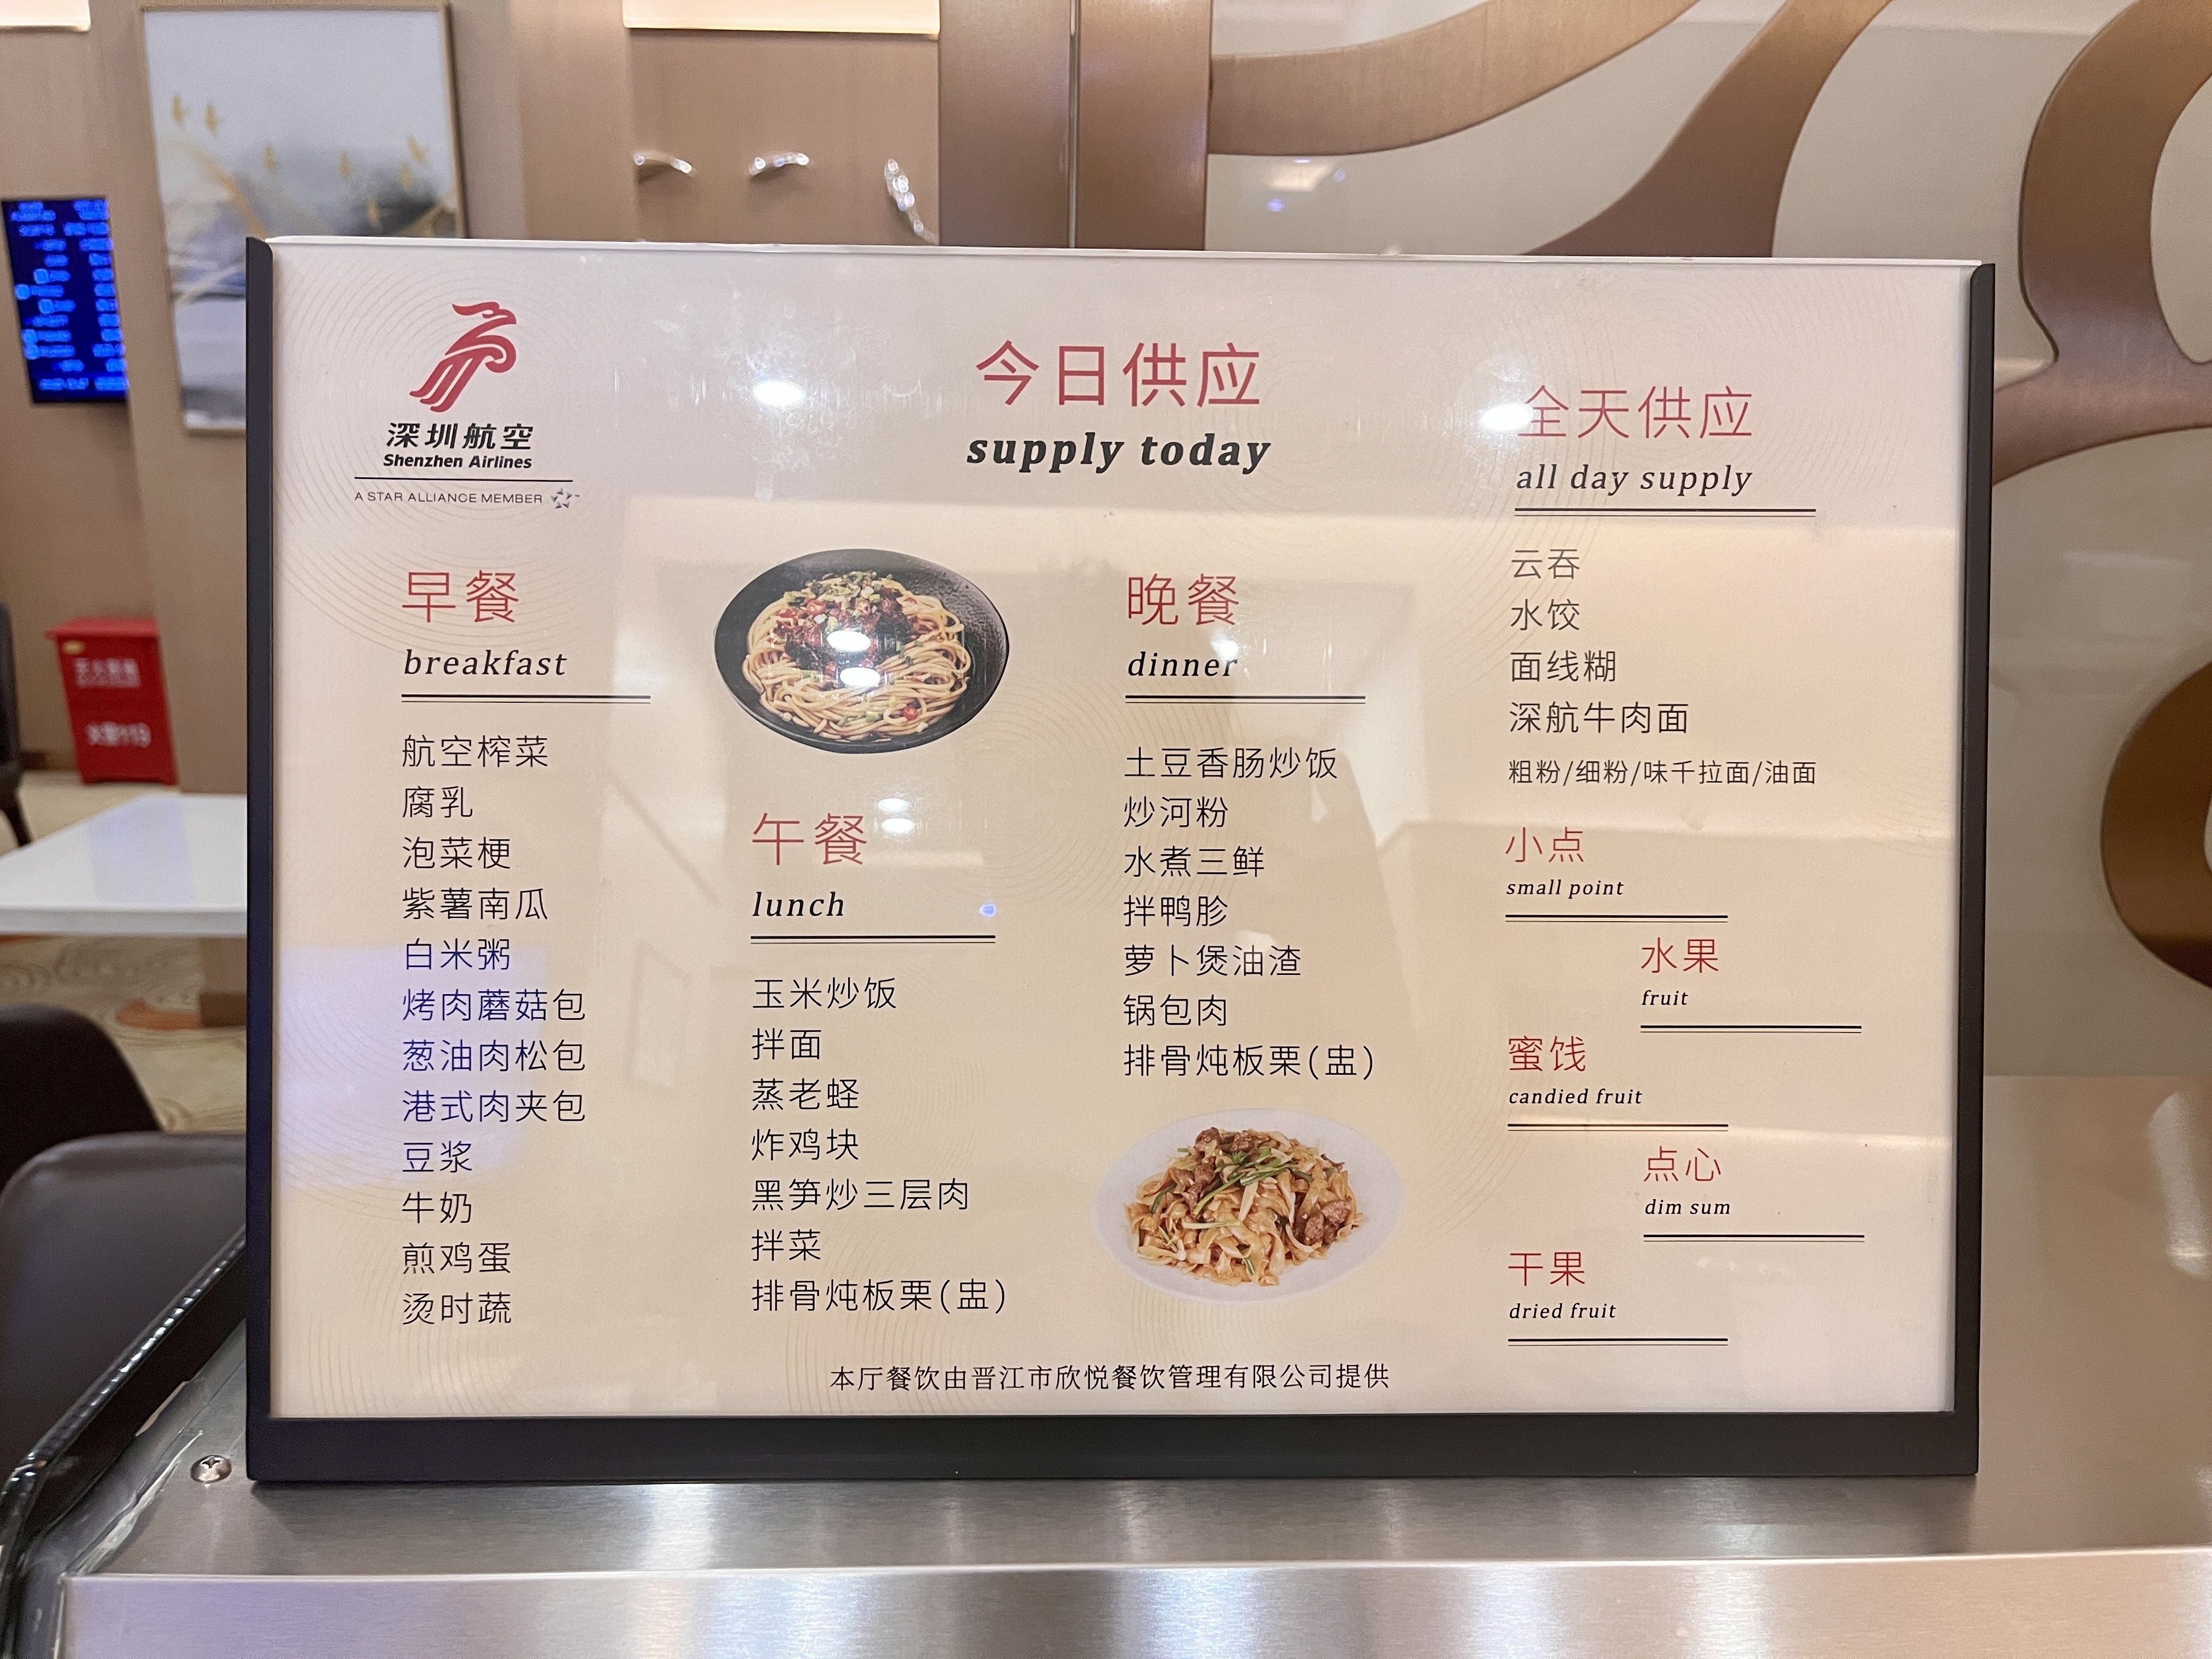 深圳航空
Shenzhen Airlines
A STAR ALLIANCE MEMBER
今日供应
supply today
早餐
breakfast
航空榨菜
腐乳
泡菜梗
紫薯南瓜
白米粥
烤肉蘑菇包
葱油肉松包
港式肉夹包
豆浆
牛奶
煎鸡蛋
烫时蔬
午餐
lunch
玉米炒饭
拌面
蒸老蛏
炸鸡块
黑笋炒三层肉
拌菜
排骨炖板栗(盅)
晚餐
dinner
土豆香肠炒饭
炒河粉
水煮三鲜
拌鸭胗
萝卜煲油渣
锅包肉
排骨炖板栗(盅)
全天供应
all day supply
云吞
水饺
面线糊
深航牛肉面
粗粉/细粉/味千拉面/油面
小点
small point
水果
fruit
蜜饯
candied fruit
点心
dim sum
干果
dried fruit
本厅餐饮由晋江市欣悦餐饮管理有限公司提供